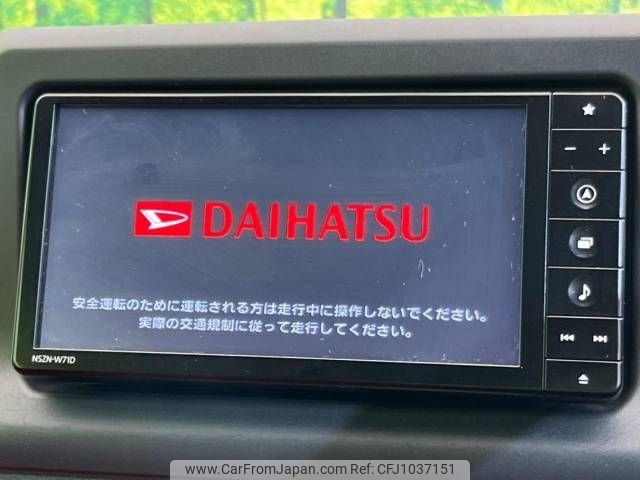 DAIHATSU
安全運転のために運転される方は走行中に操作しないでください。
実際の交通規制に従って走行してください。
NSZN-W71D
www.CarFromJapan.com CFJ1037151